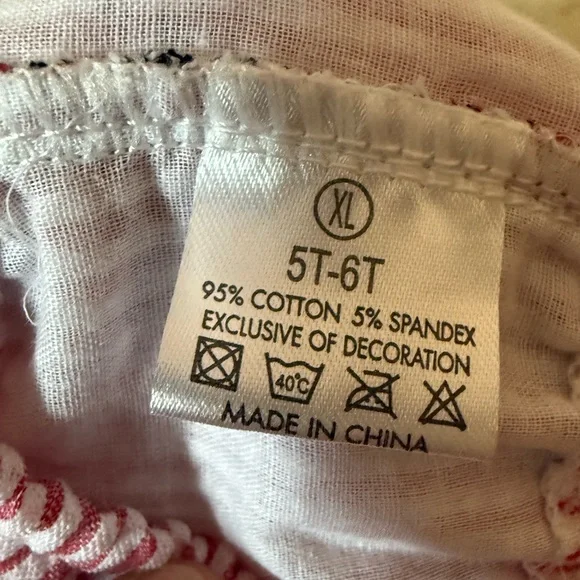 XL
5T-6T
95% COTTON 5% SPANDEX
EXCLUSIVE OF DECORATION
40°C
MADE IN CHINA